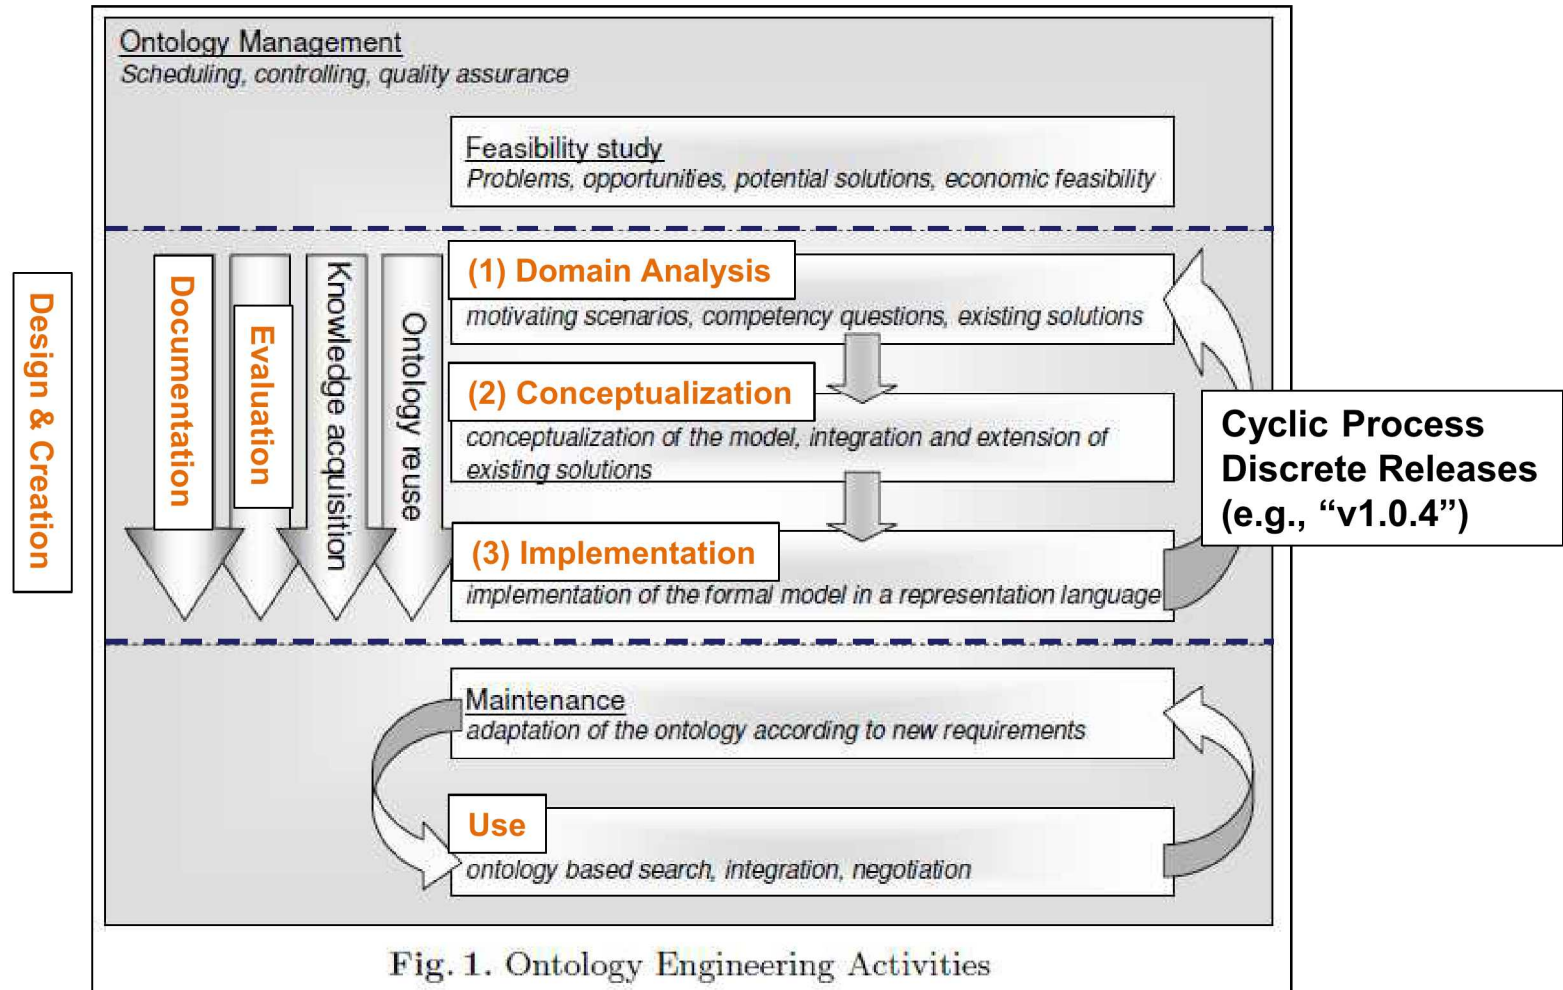 Ontology Management
Scheduling, controlling, quality assurance
Feasibility study
Problems, opportunities, potential solutions, economic feasibility
Design & Creation
Documentation
Evaluation
Knowledge acquisition
Ontology reuse
(1) Domain Analysis
motivating scenarios, competency questions, existing solutions
(2) Conceptualization
conceptualization of the model, integration and extension of
existing solutions
(3) Implementation
implementation of the formal model in a representation language
Cyclic Process
Discrete Releases
(e.g., “v1.0.4”)
Maintenance
adaptation of the ontology according to new requirements
Use
ontology based search, integration, negotiation
Fig. 1. Ontology Engineering Activities